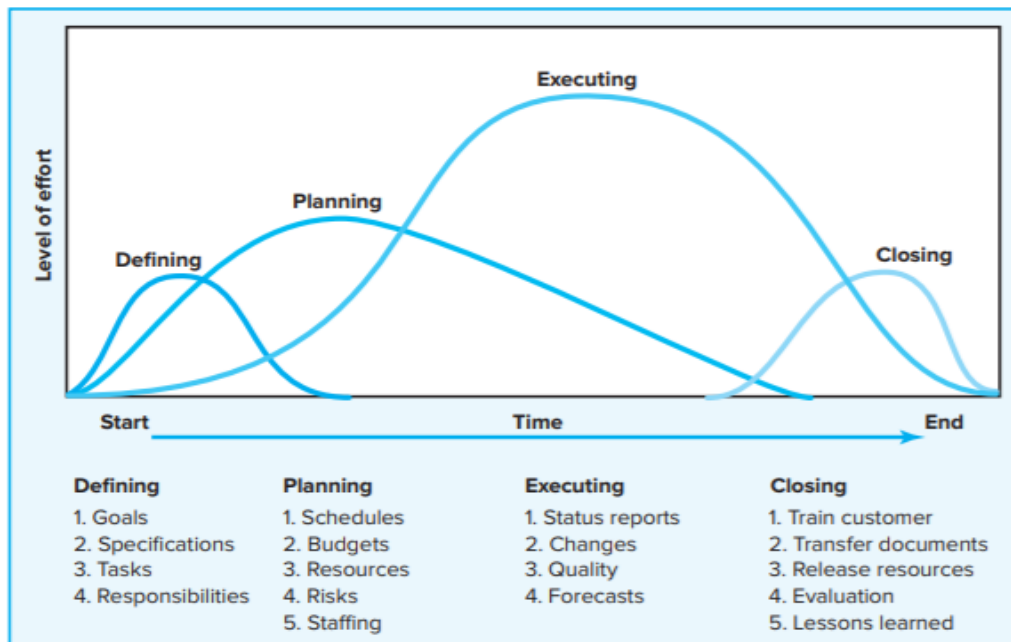 Executing
Planning
Defining
Closing
Level of effort
Start
Time
End
Defining
1. Goals
2. Specifications
3. Tasks
4. Responsibilities
Planning
1. Schedules
2. Budgets
3. Resources
4. Risks
5. Staffing
Executing
1. Status reports
2. Changes
3. Quality
4. Forecasts
Closing
1. Train customer
2. Transfer documents
3. Release resources
4. Evaluation
5. Lessons learned